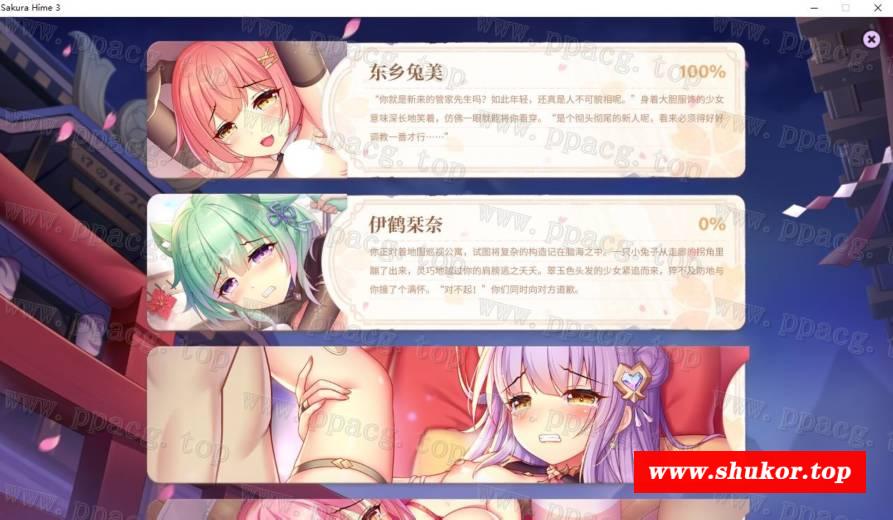 Sakura Hime 3
东乡兔美
100%
“你就是新来的管家先生吗？如此年轻，还真是人不可貌相呢。”身着大胆服饰的少女
意味深长地笑着，仿佛一眼就能将你看穿。“是个彻头彻尾的新人呢，看来必须得好好
调教一番才行……”
伊鹤栞奈
0%
你正对着地图巡视公寓，试图将复杂的构造记在脑海之中。一只小兔子从走廊的拐角里
蹦了出来，灵巧地越过你的肩膀逃之夭夭。翠玉色头发的少女紧追而来，猝不及防地与
你撞了个满怀。“对不起！”你们同时向对方道歉。
www.ppacg.top
www.shukor.top